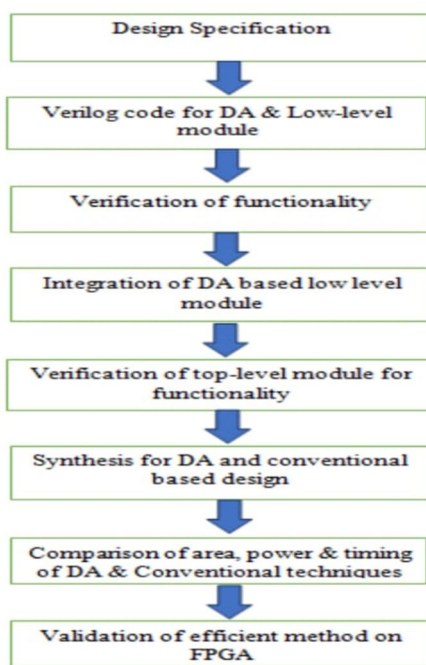 Design Specification
Verilog code for DA & Low-level
module
Verification of functionality
Integration of DA based low level
module
Verification of top-level module for
functionality
Synthesis for DA and conventional
based design
Comparison of area, power & timing
of DA & Conventional techniques
Validation of efficient method on
FPGA